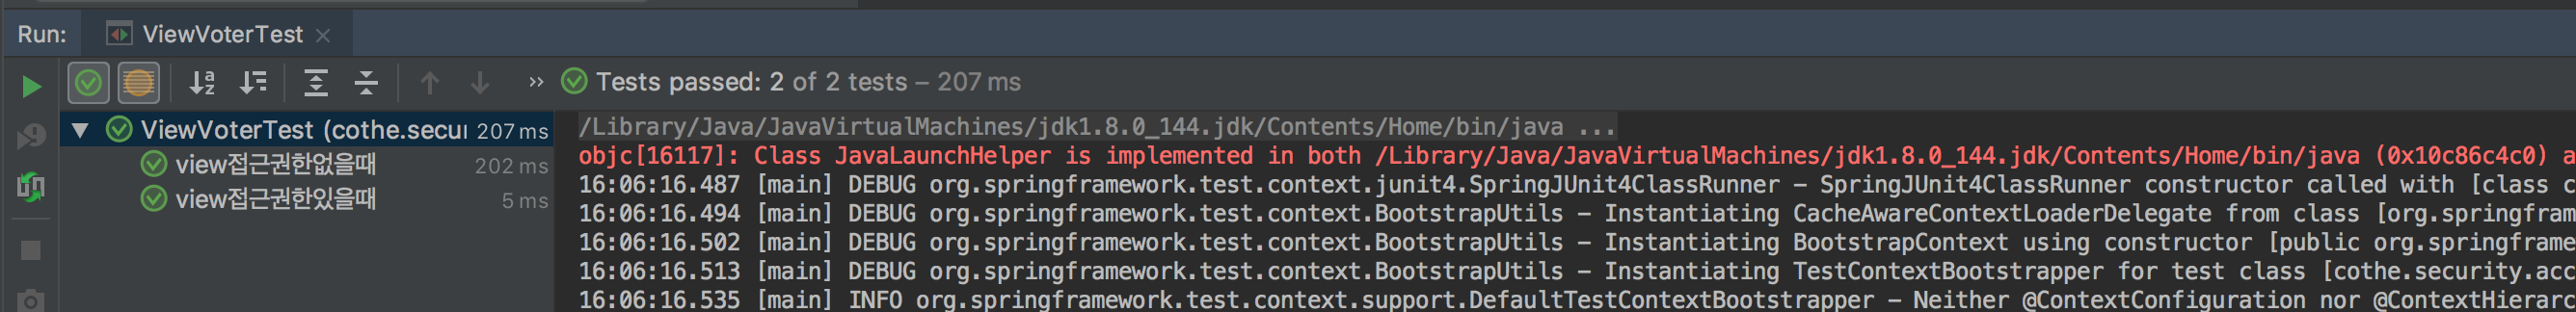 Run: ViewVoterTest
Tests passed: 2 of 2 tests – 207 ms
ViewVoterTest (cothe.secu 207 ms
view접근권한없을때 202 ms
view접근권한있을때 5 ms
/Library/Java/JavaVirtualMachines/jdk1.8.0_144.jdk/Contents/Home/bin/java ...
objc[16117]: Class JavaLaunchHelper is implemented in both /Library/Java/JavaVirtualMachines/jdk1.8.0_144.jdk/Contents/Home/bin/java (0x10c86c4c0) a
16:06:16.487 [main] DEBUG org.springframework.test.context.junit4.SpringJUnit4ClassRunner - SpringJUnit4ClassRunner constructor called with [class c
16:06:16.494 [main] DEBUG org.springframework.test.context.BootstrapUtils - Instantiating CacheAwareContextLoaderDelegate from class [org.springfram
16:06:16.502 [main] DEBUG org.springframework.test.context.BootstrapUtils - Instantiating BootstrapContext using constructor [public org.springframe
16:06:16.513 [main] DEBUG org.springframework.test.context.BootstrapUtils - Instantiating TestContextBootstrapper for test class [cothe.security.acc
16:06:16.535 [main] INFO org.springframework.test.context.support.DefaultTestContextBootstrapper - Neither @ContextConfiguration nor @ContextHierarc